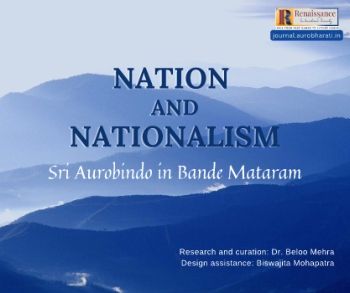 Renaissance
journal.aurobharati.in
NATION
AND
NATIONALISM
Sri Aurobindo in Bande Mataram
Research and curation: Dr. Beloo Mehra
Design assistance: Biswajita Mohapatra